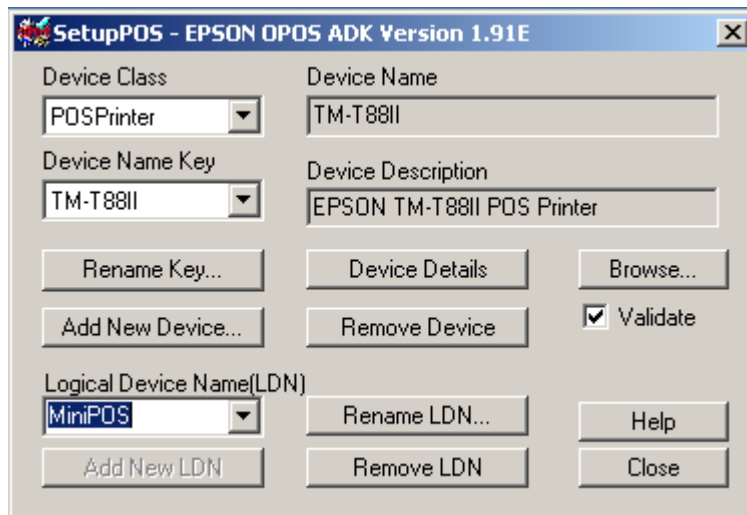 SetupPOS - EPSON OPOS ADK Version 1.91E
Device Class
Device Name
POSPrinter
TM-T88II
Device Name Key
Device Description
TM-T88II
EPSON TM-T88II POS Printer
Rename Key...
Device Details
Browse...
Add New Device...
Remove Device
Validate
Logical Device Name(LDN)
MiniPOS
Rename LDN...
Help
Add New LDN
Remove LDN
Close